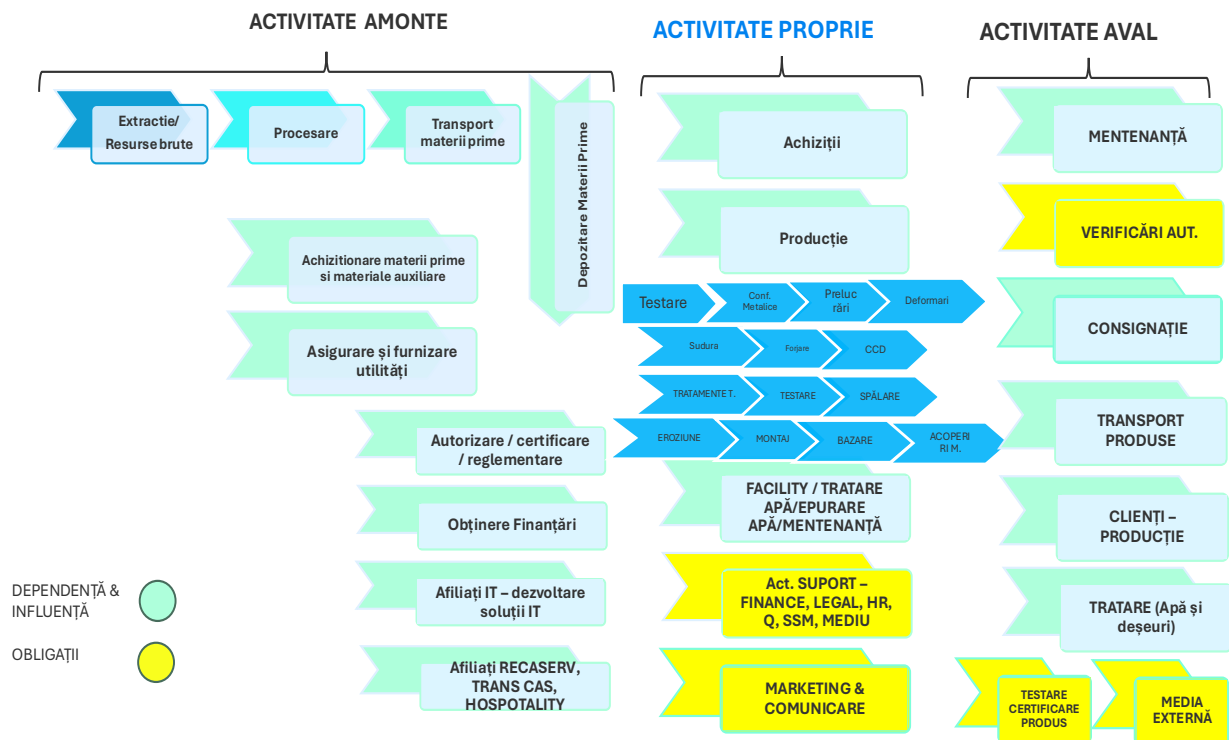 ACTIVITATE AMONTE
Extractie/
Resurse brute
Procesare
Transport
materii prime
Depozitare Materii Prime
Achizitionare materii prime
si materiale auxiliare
Asigurare și furnizare
utilități
Autorizare / certificare
/ reglementare
Obținere Finanțări
Afiliați IT – dezvoltare
soluții IT
Afiliați RECASERV,
TRANS CAS,
HOSPOTALITY
DEPENDENȚĂ &
INFLUENȚĂ
OBLIGAȚII
ACTIVITATE PROPRIE
Achiziții
Producție
Testare
Conf.
Metalice
Preluc
rări
Deformari
Sudura
Forjare
CCD
TRATAMENTE T.
TESTARE
SPĂLARE
EROZIUNE
MONTAJ
BAZARE
ACOPERI
RI M.
FACILITY / TRATARE
APĂ/EPURARE
APĂ/MENTENANȚĂ
Act. SUPORT –
FINANCE, LEGAL, HR,
Q, SSM, MEDIU
MARKETING &
COMUNICARE
ACTIVITATE AVAL
MENTENANȚĂ
VERIFICĂRI AUT.
CONSIGNAȚIE
TRANSPORT
PRODUSE
CLIENȚI –
PRODUCȚIE
TRATARE (Apă și
deșeuri)
TESTARE
CERTIFICARE
PRODUS
MEDIA
EXTERNĂ